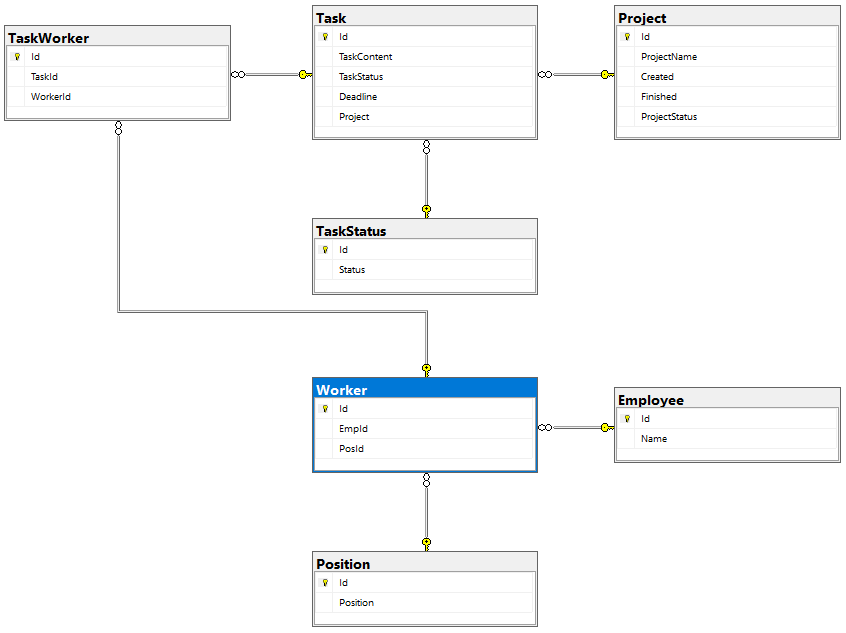 TaskWorker
Id
TaskId
WorkerId
Task
Id
TaskContent
TaskStatus
Deadline
Project
Project
Id
ProjectName
Created
Finished
ProjectStatus
TaskStatus
Id
Status
Worker
Id
EmpId
PosId
Employee
Id
Name
Position
Id
Position